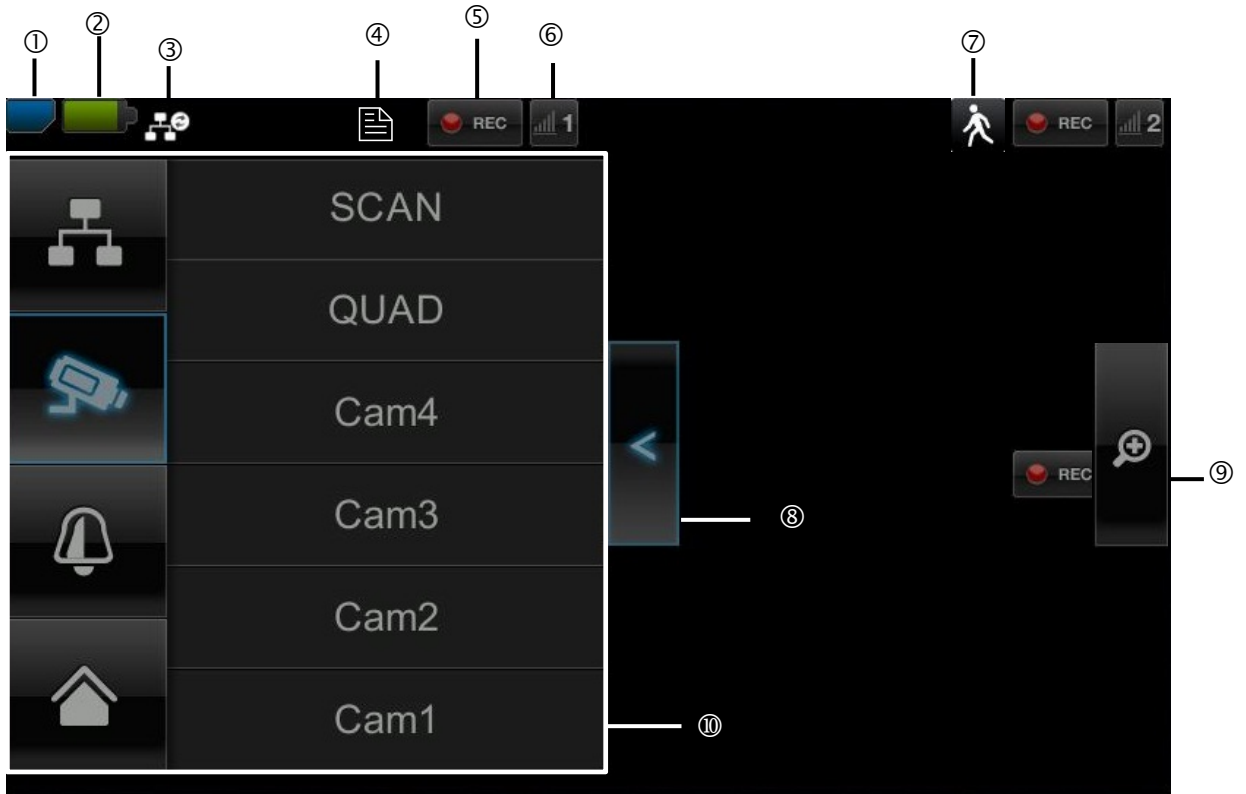 ① ② ③ ④ ⑤ ⑥ ⑦
REC 1 REC 2
SCAN
QUAD
Cam4
<
Cam3
REC
⑨
⑧
Cam2
Cam1
⑩